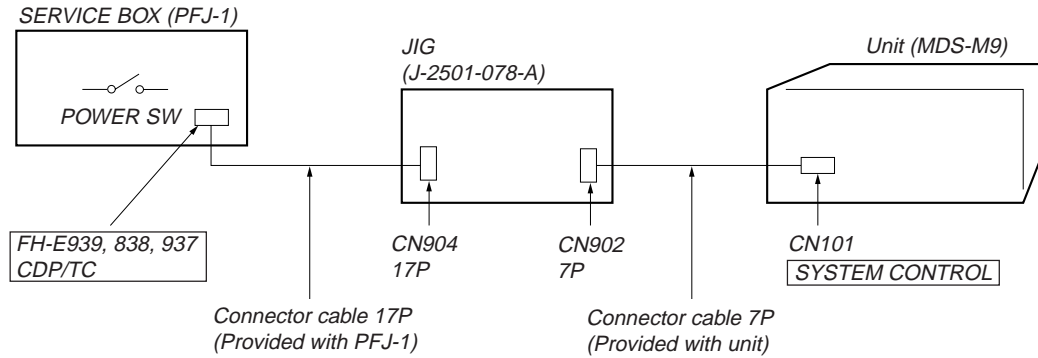 SERVICE BOX (PFJ-1)
POWER SW
FH-E939, 838, 937
CDP/TC
Connector cable 17P
(Provided with PFJ-1)
JIG
(J-2501-078-A)
CN904
17P
CN902
7P
Connector cable 7P
(Provided with unit)
Unit (MDS-M9)
CN101
SYSTEM CONTROL